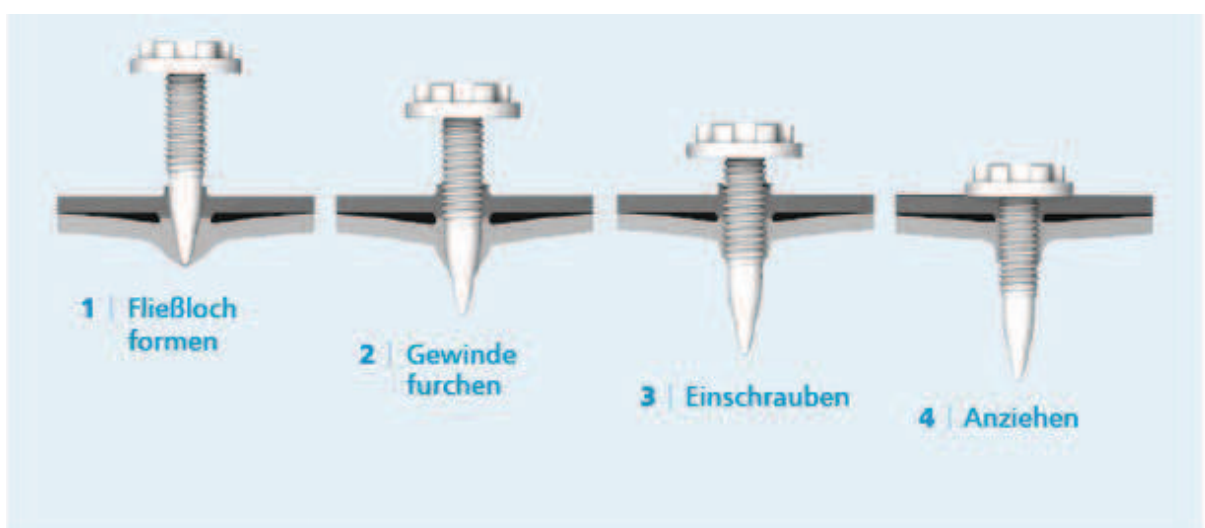 1 | Fließloch
formen
2 | Gewinde
furchen
3 | Einschrauben
4 | Anziehen